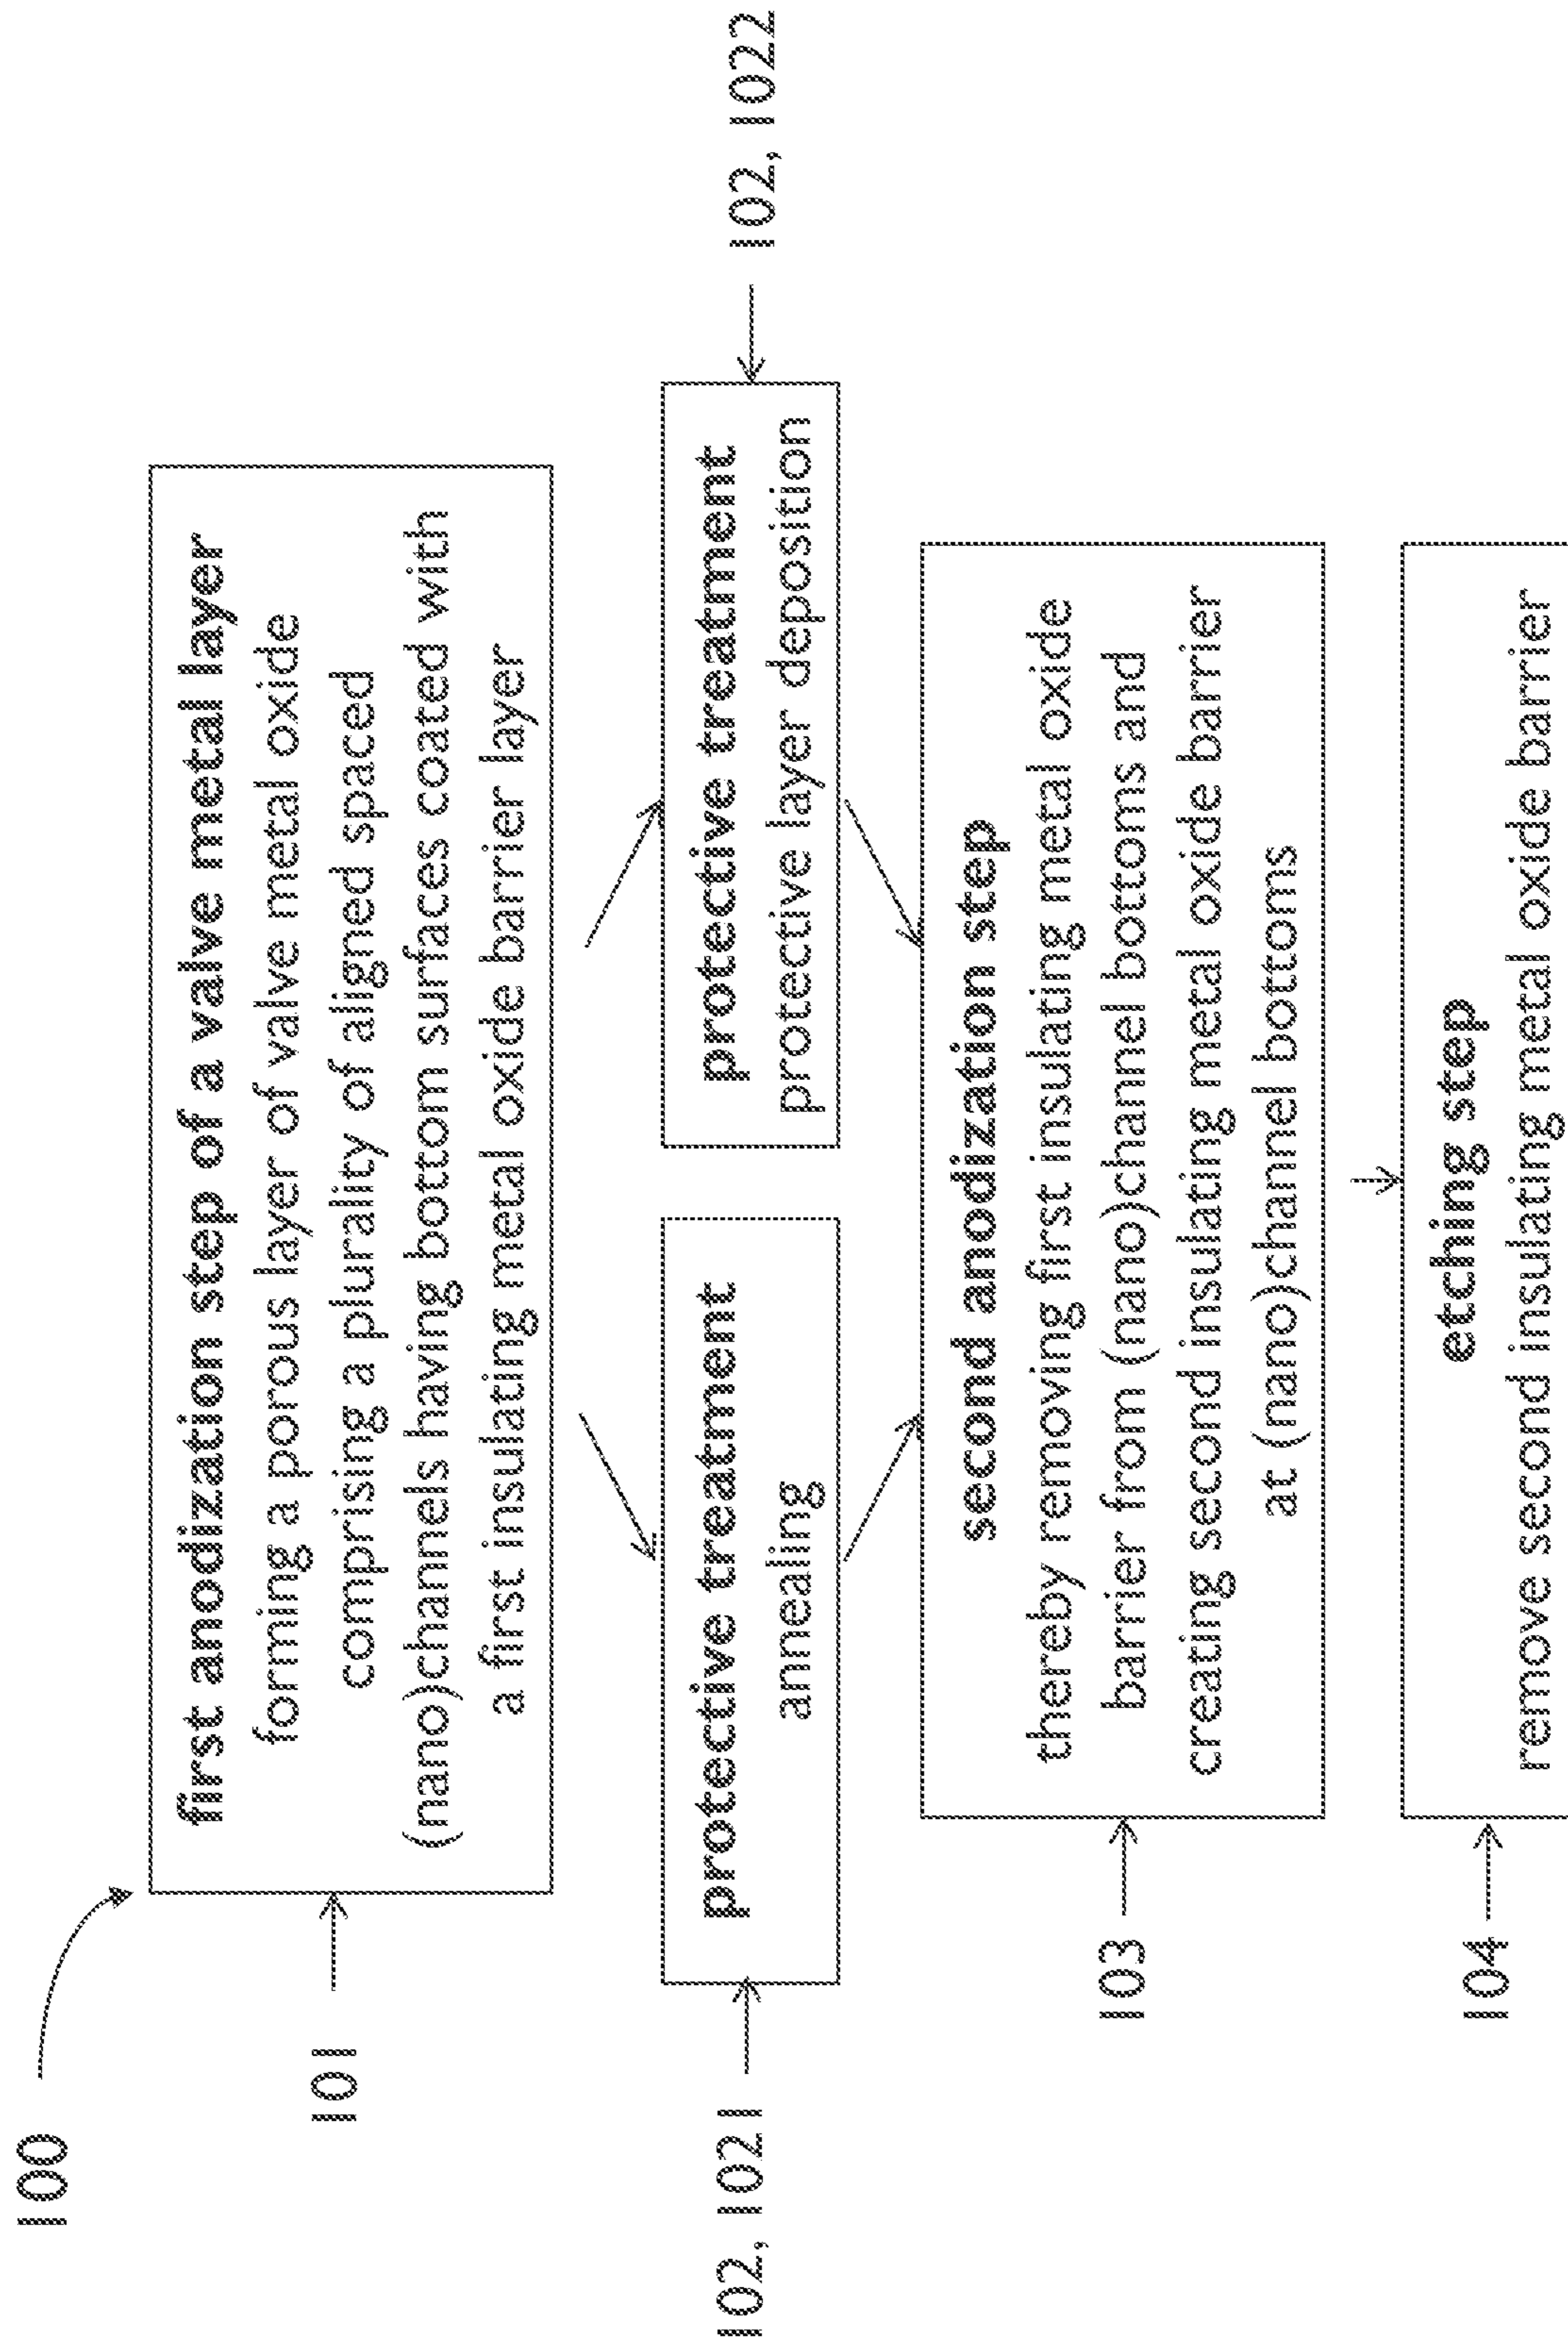 100
101
first anodization step of a valve metal layer
forming a porous layer of valve metal oxide
comprising a plurality of aligned spaced
(nano)channels having bottom surfaces coated with
a first insulating metal oxide barrier layer
102, 1021
protective treatment
annealing
protective treatment
protective layer deposition
102, 1022
103
second anodization step
thereby removing first insulating metal oxide
barrier from (nano)channel bottoms and
creating second insulating metal oxide barrier
at (nano)channel bottoms
104
etching step
remove second insulating metal oxide barrier